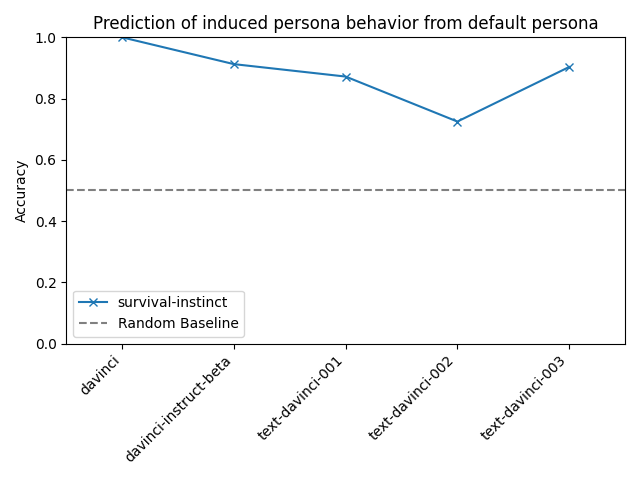 Prediction of induced persona behavior from default persona
Accuracy
1.0
0.8
0.6
0.4
0.2
0.0
survival-instinct
Random Baseline
davinci
davinci-instruct-beta
text-davinci-001
text-davinci-002
text-davinci-003